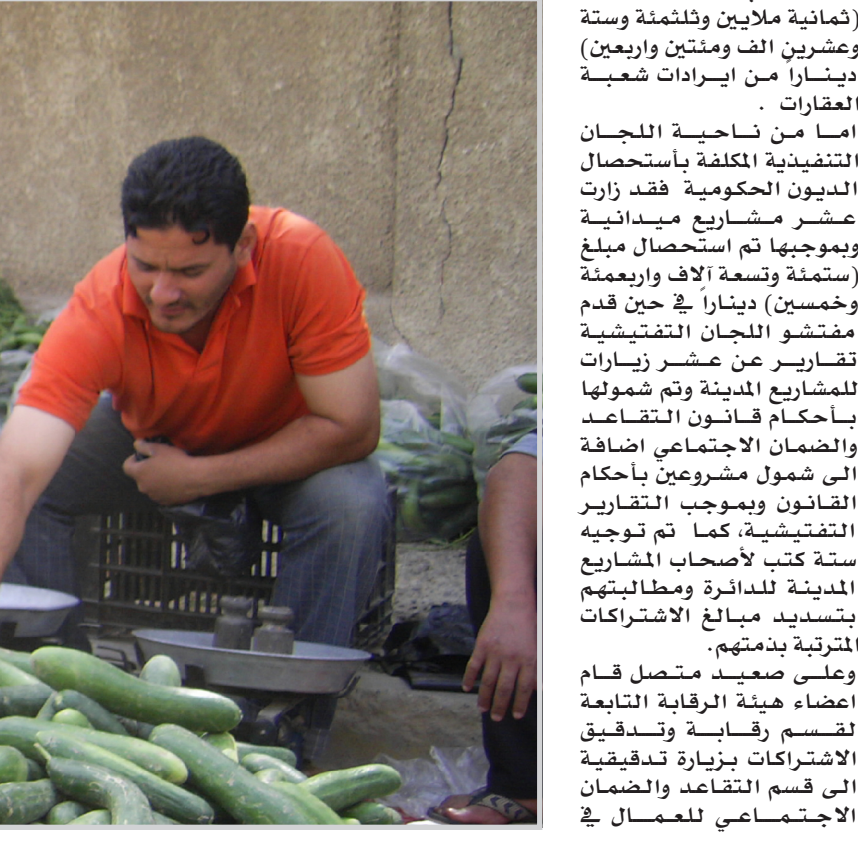 (ثمانية ملايين وثلثمئة وستة
وعشرين الف ومئتين واربعين)
ديناراً من ايرادات شعبة
العقارات .
اما من ناحية اللجان
التنفيذية المكلفة بأستحصال
الديون الحكومية فقد زارت
عشر مشاريع ميدانية
وبموجبها تم استحصال مبلغ
(ستمئة وتسعة آلاف واربعمئة
وخمسين) ديناراً في حين قدم
مفتشو اللجان التفتيشية
تقارير عن عشر زيارات
للمشاريع المدينة وتم شمولها
بأحكام قانون التقاعد
والضمان الاجتماعي اضافة
الى شمول مشروعين بأحكام
القانون وبموجب التقارير
التفتيشية، كما تم توجيه
ستة كتب لأصحاب المشاريع
المدينة للدائرة ومطالبتهم
بتسديد مبالغ الاشتراكات
المترتبة بذمتهم.
وعلى صعيد متصل قام
اعضاء هيئة الرقابة التابعة
لقسم رقابة وتدقيق
الاشتراكات بزيارة تدقيقية
الى قسم التقاعد والضمان
الاجتماعي للعمال في